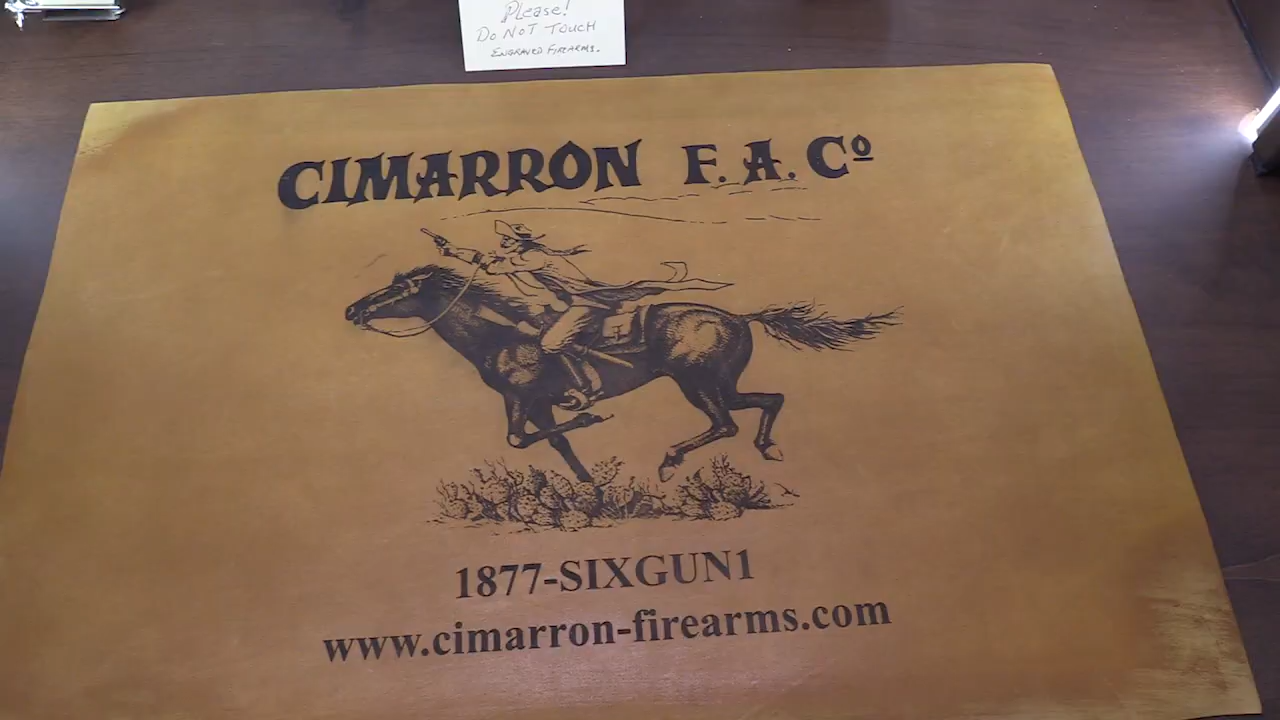 Please!
DO NOT TOUCH
ENGRAVED FIREARMS.
CIMARRON F. A. Cº
1877-SIXGUN1
www.cimarron-firearms.com